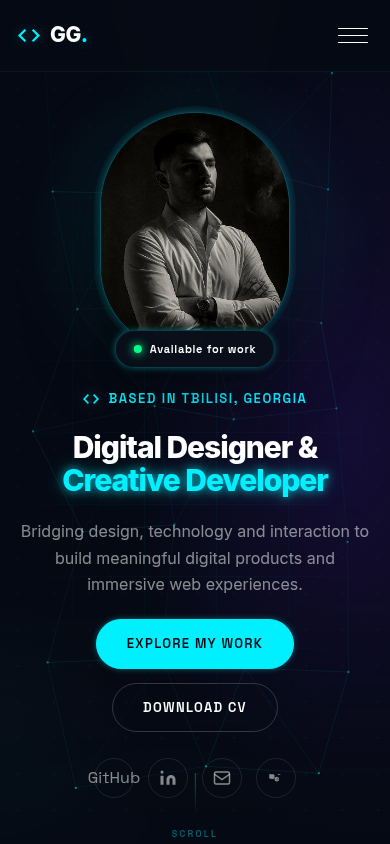 GG.
Available for work
BASED IN TBILISI, GEORGIA
Digital Designer &
Creative Developer
Bridging design, technology and interaction to
build meaningful digital products and
immersive web experiences.
EXPLORE MY WORK
DOWNLOAD CV
GitHub
SCROLL